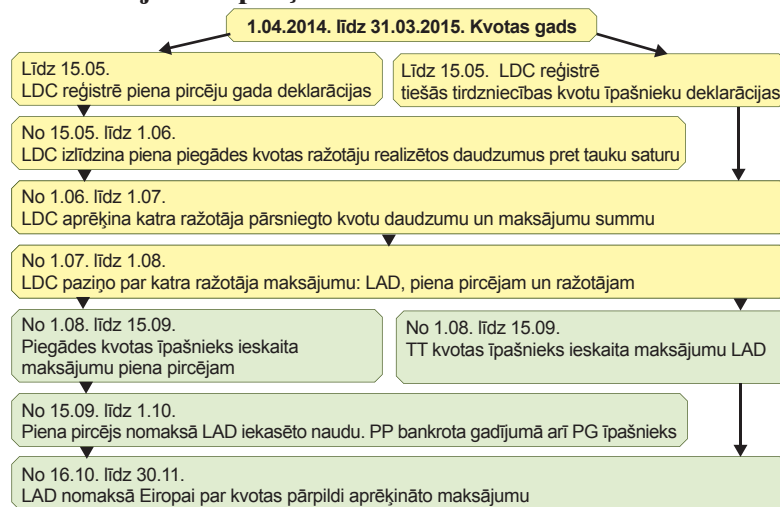 1.04.2014. līdz 31.03.2015. Kvotas gads
Līdz 15.05.
LDC reģistrē piena pircēju gada deklarācijas
Līdz 15.05. LDC reģistrē
tiešās tirdzniecības kvotu īpašnieku deklarācijas
No 15.05. līdz 1.06.
LDC izlīdzina piena piegādes kvotas ražotāju realizētos daudzumus pret tauku saturu
No 1.06. līdz 1.07.
LDC aprēķina katra ražotāja pārsniegto kvotu daudzumu un maksājumu summu
No 1.07. līdz 1.08.
LDC paziņo par katra ražotāja maksājumu: LAD, piena pircējam un ražotājam
No 1.08. līdz 15.09.
Piegādes kvotas īpašnieks ieskaita
maksājumu piena pircējam
No 1.08. līdz 15.09.
TT kvotas īpašnieks ieskaita maksājumu LAD
No 15.09. līdz 1.10.
Piena pircējs nomaksā LAD iekasēto naudu. PP bankrota gadījumā arī PG īpašnieks
No 16.10. līdz 30.11.
LAD nomaksā Eiropai par kvotas pārpildi aprēķināto maksājumu